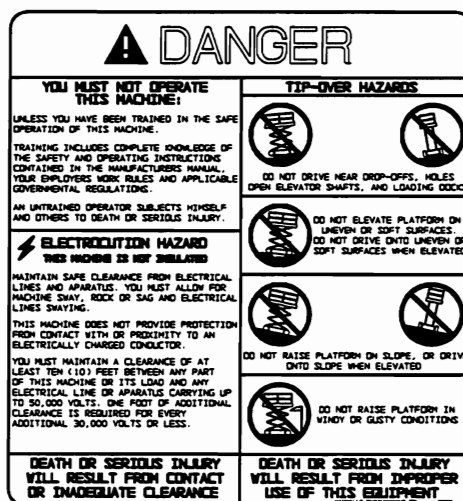 DANGER
YOU MUST NOT OPERATE
THIS MACHINE:
UNLESS YOU HAVE BEEN TRAINED IN THE SAFE
OPERATION OF THIS MACHINE.
TRAINING INCLUDES COMPLETE KNOWLEDGE OF
THE SAFETY AND OPERATING INSTRUCTIONS
CONTAINED IN THE MANUFACTURERS MANUAL,
YOUR EMPLOYERS WORK RULES AND APPLICABLE
GOVERNMENTAL REGULATIONS.
AN UNTRAINED OPERATOR SUBJECTS HIMSELF
AND OTHERS TO DEATH OR SERIOUS INJURY.
ELECTROCUTION HAZARD
THIS MACHINE IS NOT INSULATED
MAINTAIN SAFE CLEARANCE FROM ELECTRICAL
LINES AND APARATUS. YOU MUST ALLOW FOR
MACHINE SWAY, ROCK OR SAG AND ELECTRICAL
LINES SWAYING.
THIS MACHINE DOES NOT PROVIDE PROTECTION
FROM CONTACT WITH OR PROXIMITY TO AN
ELECTRICALLY CHARGED CONDUCTOR.
YOU MUST MAINTAIN A CLEARANCE OF AT
LEAST TEN (10) FEET BETWEEN ANY PART
OF THIS MACHINE OR ITS LOAD AND ANY
ELECTRICAL LINE OR APARATUS CARRYING UP
TO 50,000 VOLTS. ONE FOOT OF ADDITIONAL
CLEARANCE IS REQUIRED FOR EVERY
ADDITIONAL 30,000 VOLTS OR LESS.
DEATH OR SERIOUS INJURY
WILL RESULT FROM CONTACT
OR INADEQUATE CLEARANCE
TIP-OVER HAZARDS
DO NOT DRIVE NEAR DROP-OFFS, HOLES
OPEN ELEVATOR SHAFTS, AND LOADING DOCKS
DO NOT ELEVATE PLATFORM ON
UNEVEN OR SOFT SURFACES.
DO NOT DRIVE ONTO UNEVEN OR
SOFT SURFACES WHEN ELEVATED
DO NOT RAISE PLATFORM ON SLOPE, OR DRIVE
ONTO SLOPE WHEN ELEVATED
DO NOT RAISE PLATFORM IN
WINDY OR GUSTY CONDITIONS
DEATH OR SERIOUS INJURY
WILL RESULT FROM IMPROPER
USE OF THIS EQUIPMENT